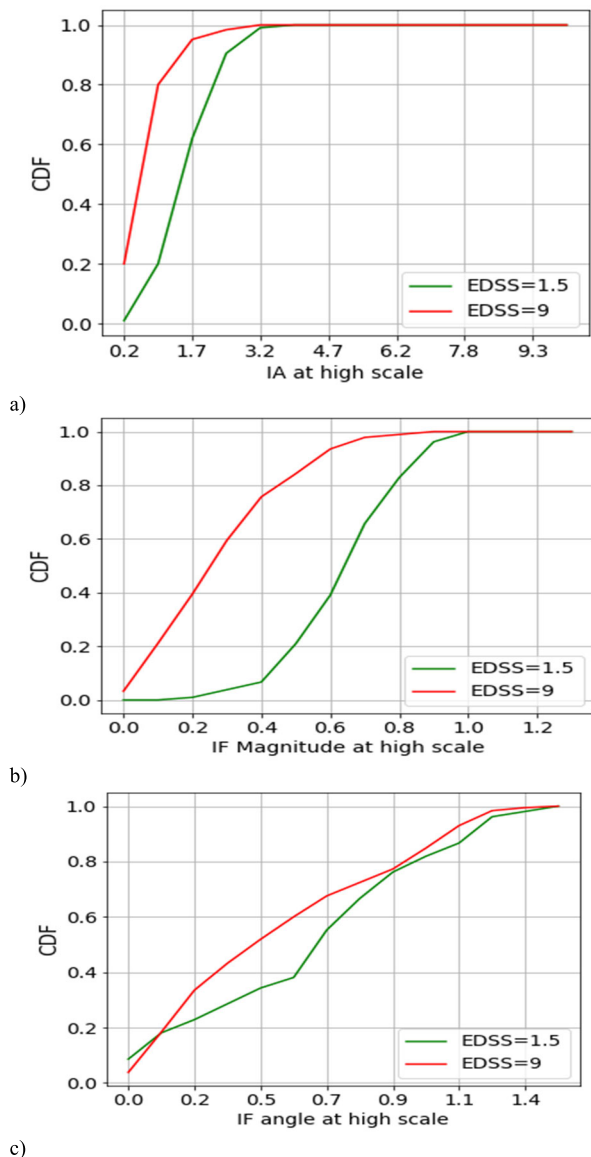 1.0
0.8
0.6
0.4
0.2
0.0
CDF
EDSS=1.5
EDSS=9
0.2 1.7 3.2 4.7 6.2 7.8 9.3
IA at high scale
a)
1.0
0.8
0.6
0.4
0.2
0.0
CDF
EDSS=1.5
EDSS=9
0.0 0.2 0.4 0.6 0.8 1.0 1.2
IF Magnitude at high scale
b)
1.0
0.8
0.6
0.4
0.2
0.0
CDF
EDSS=1.5
EDSS=9
0.0 0.2 0.5 0.7 0.9 1.1 1.4
IF angle at high scale
c)